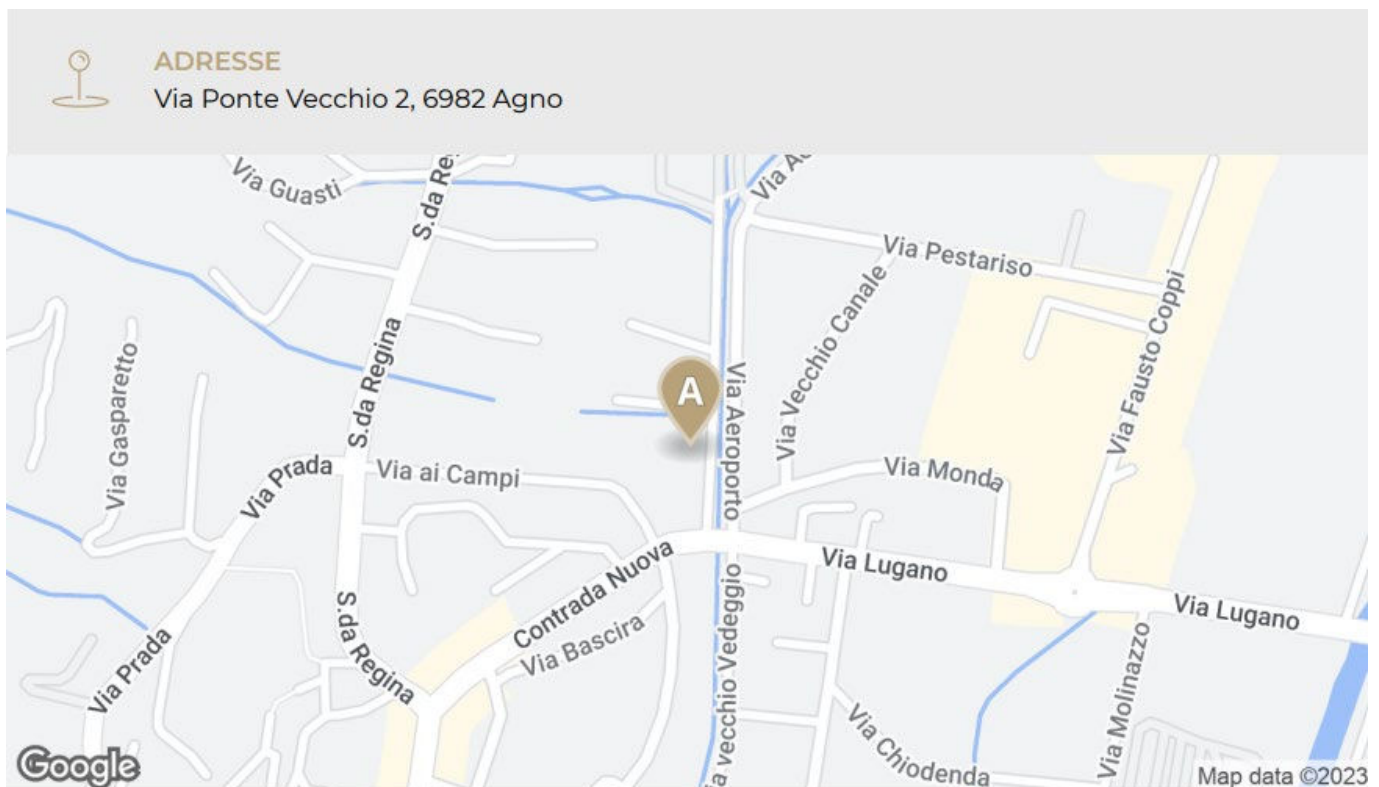 ADRESSE
Via Ponte Vecchio 2, 6982 Agno
Via Guasti
S.da Re
Via A
Via Pestariso
Via Vecchio Canale
Via Fausto Coppi
S.da Regina
Via Gasparetto
A
Via Aeroporto
Via Prada
Via ai Campi
Via Monda
Contrada Nuova
Via Lugano
Via Lugano
S.da Regina
Via Bascira
Via Prada
a vecchio Vedeggio
Via Molinazzo
Via Chiodenda
Google
Map data ©2023